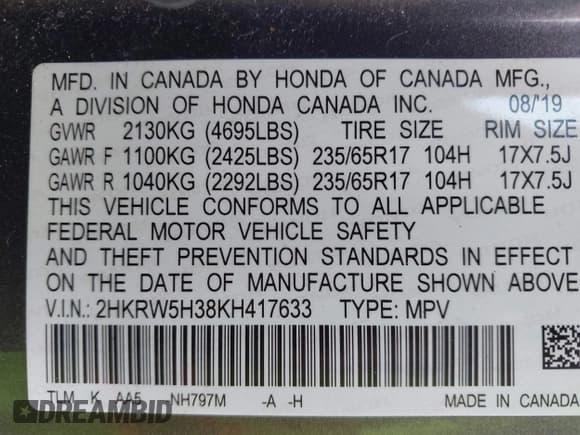 MFD. IN CANADA BY HONDA OF CANADA MFG.,
A DIVISION OF HONDA CANADA INC. 08/19
GVWR 2130KG (4695LBS) TIRE SIZE RIM SIZE
GAWR F 1100KG (2425LBS) 235/65R17 104H 17X7.5J
GAWR R 1040KG (2292LBS) 235/65R17 104H 17X7.5J
THIS VEHICLE CONFORMS TO ALL APPLICABLE
FEDERAL MOTOR VEHICLE SAFETY
AND THEFT PREVENTION STANDARDS IN EFFECT
ON THE DATE OF MANUFACTURE SHOWN ABOVE
V.I.N.: 2HKRW5H38KH417633 TYPE: MPV
TLM K AA5 NH797M -A -H MADE IN CANADA
DREAMBID